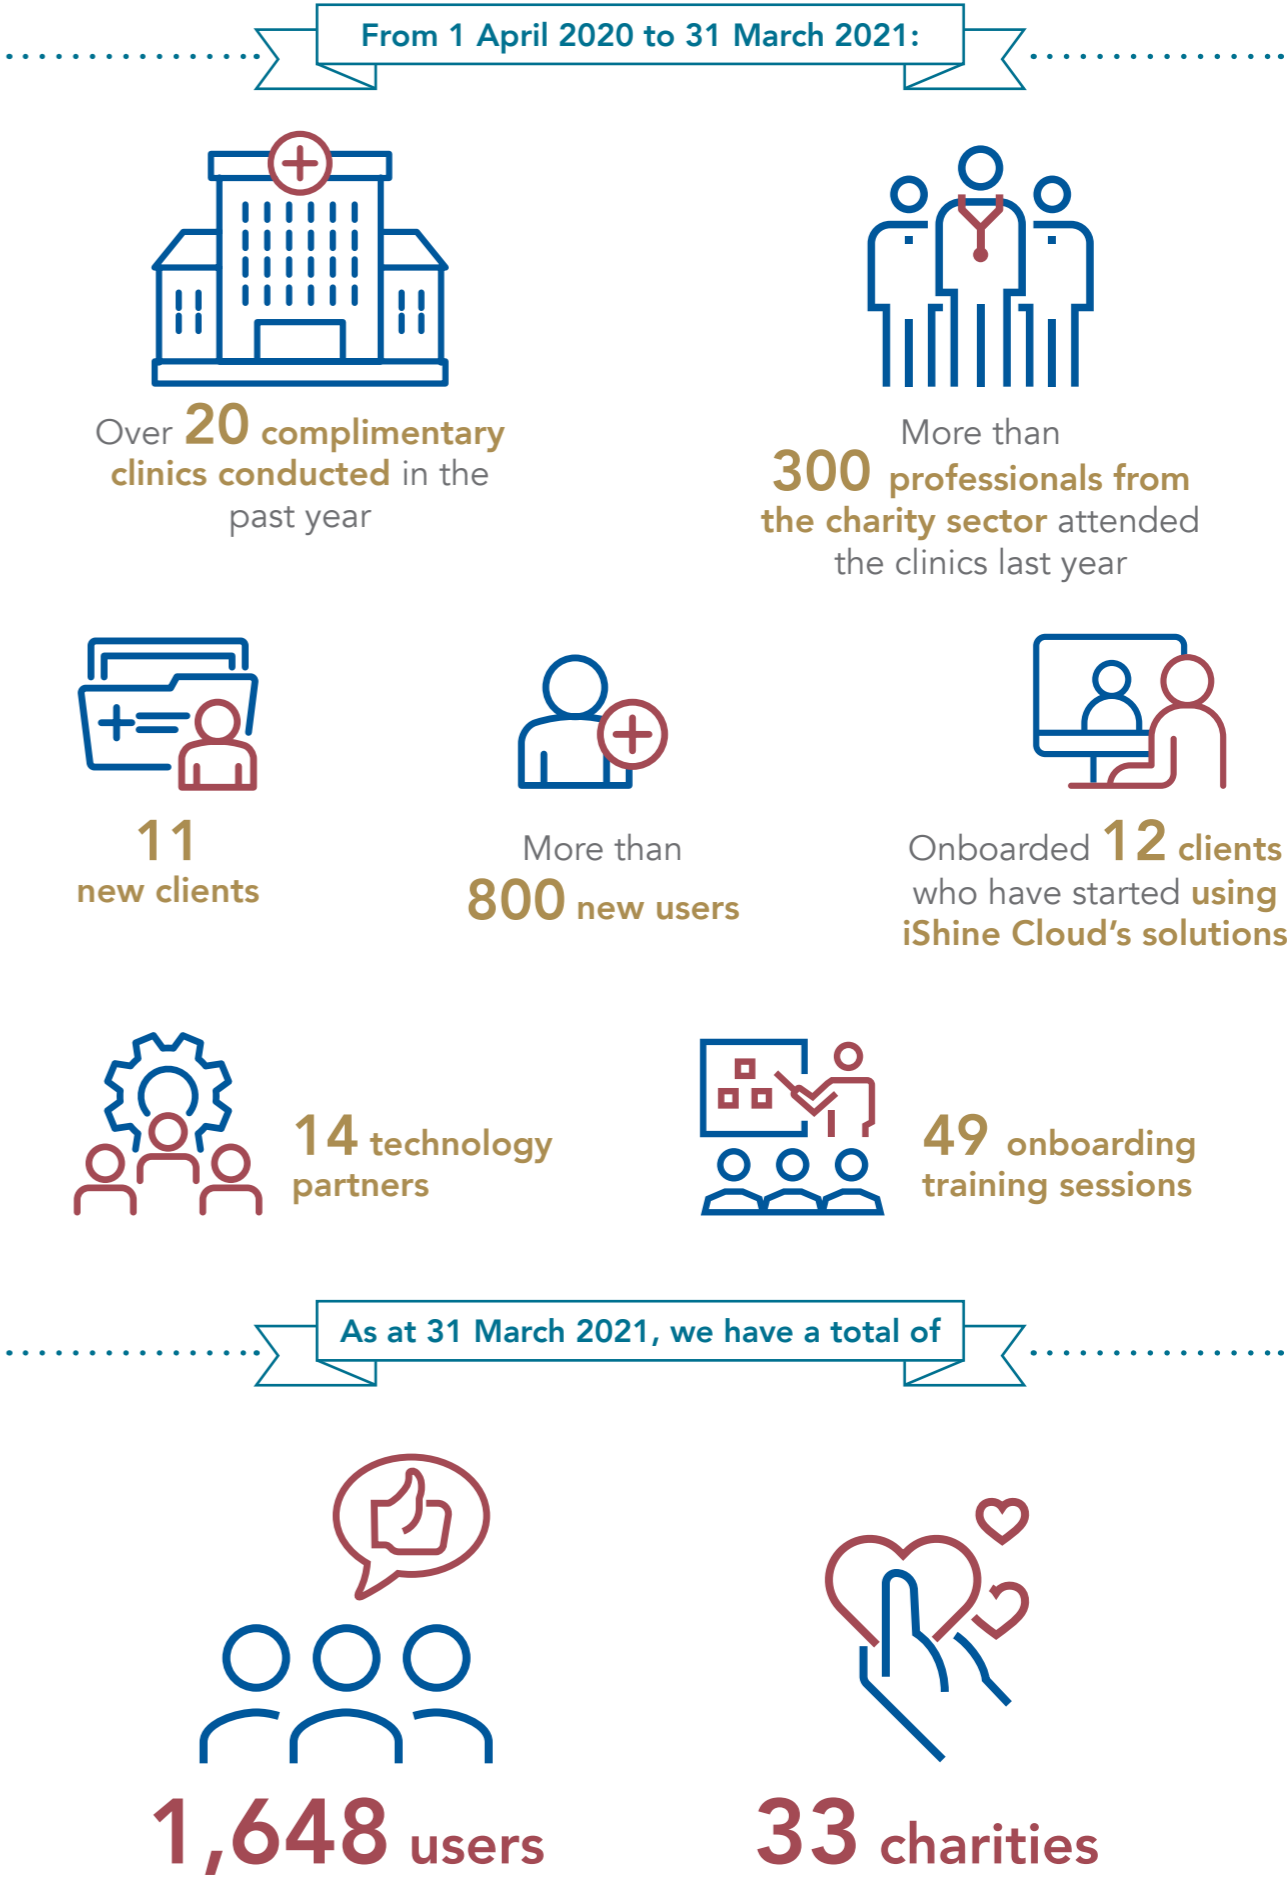 From 1 April 2020 to 31 March 2021:
Over 20 complimentary
clinics conducted in the
past year
More than
300 professionals from
the charity sector attended
the clinics last year
11
new clients
More than
800 new users
Onboarded 12 clients
who have started using
iShine Cloud's solutions
14 technology
partners
49 onboarding
training sessions
As at 31 March 2021, we have a total of
1,648 users
33 charities